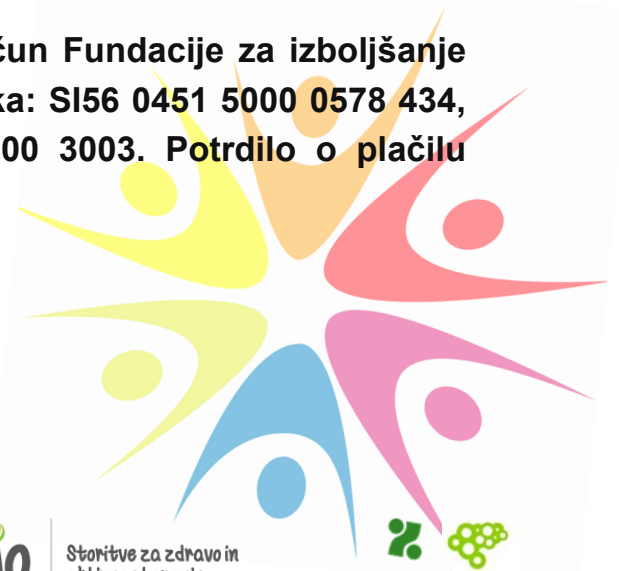 čun Fundacije za izboljšanje
ka: SI56 0451 5000 0578 434,
00 3003. Potrdilo o plačilu
Storitve za zdravo in